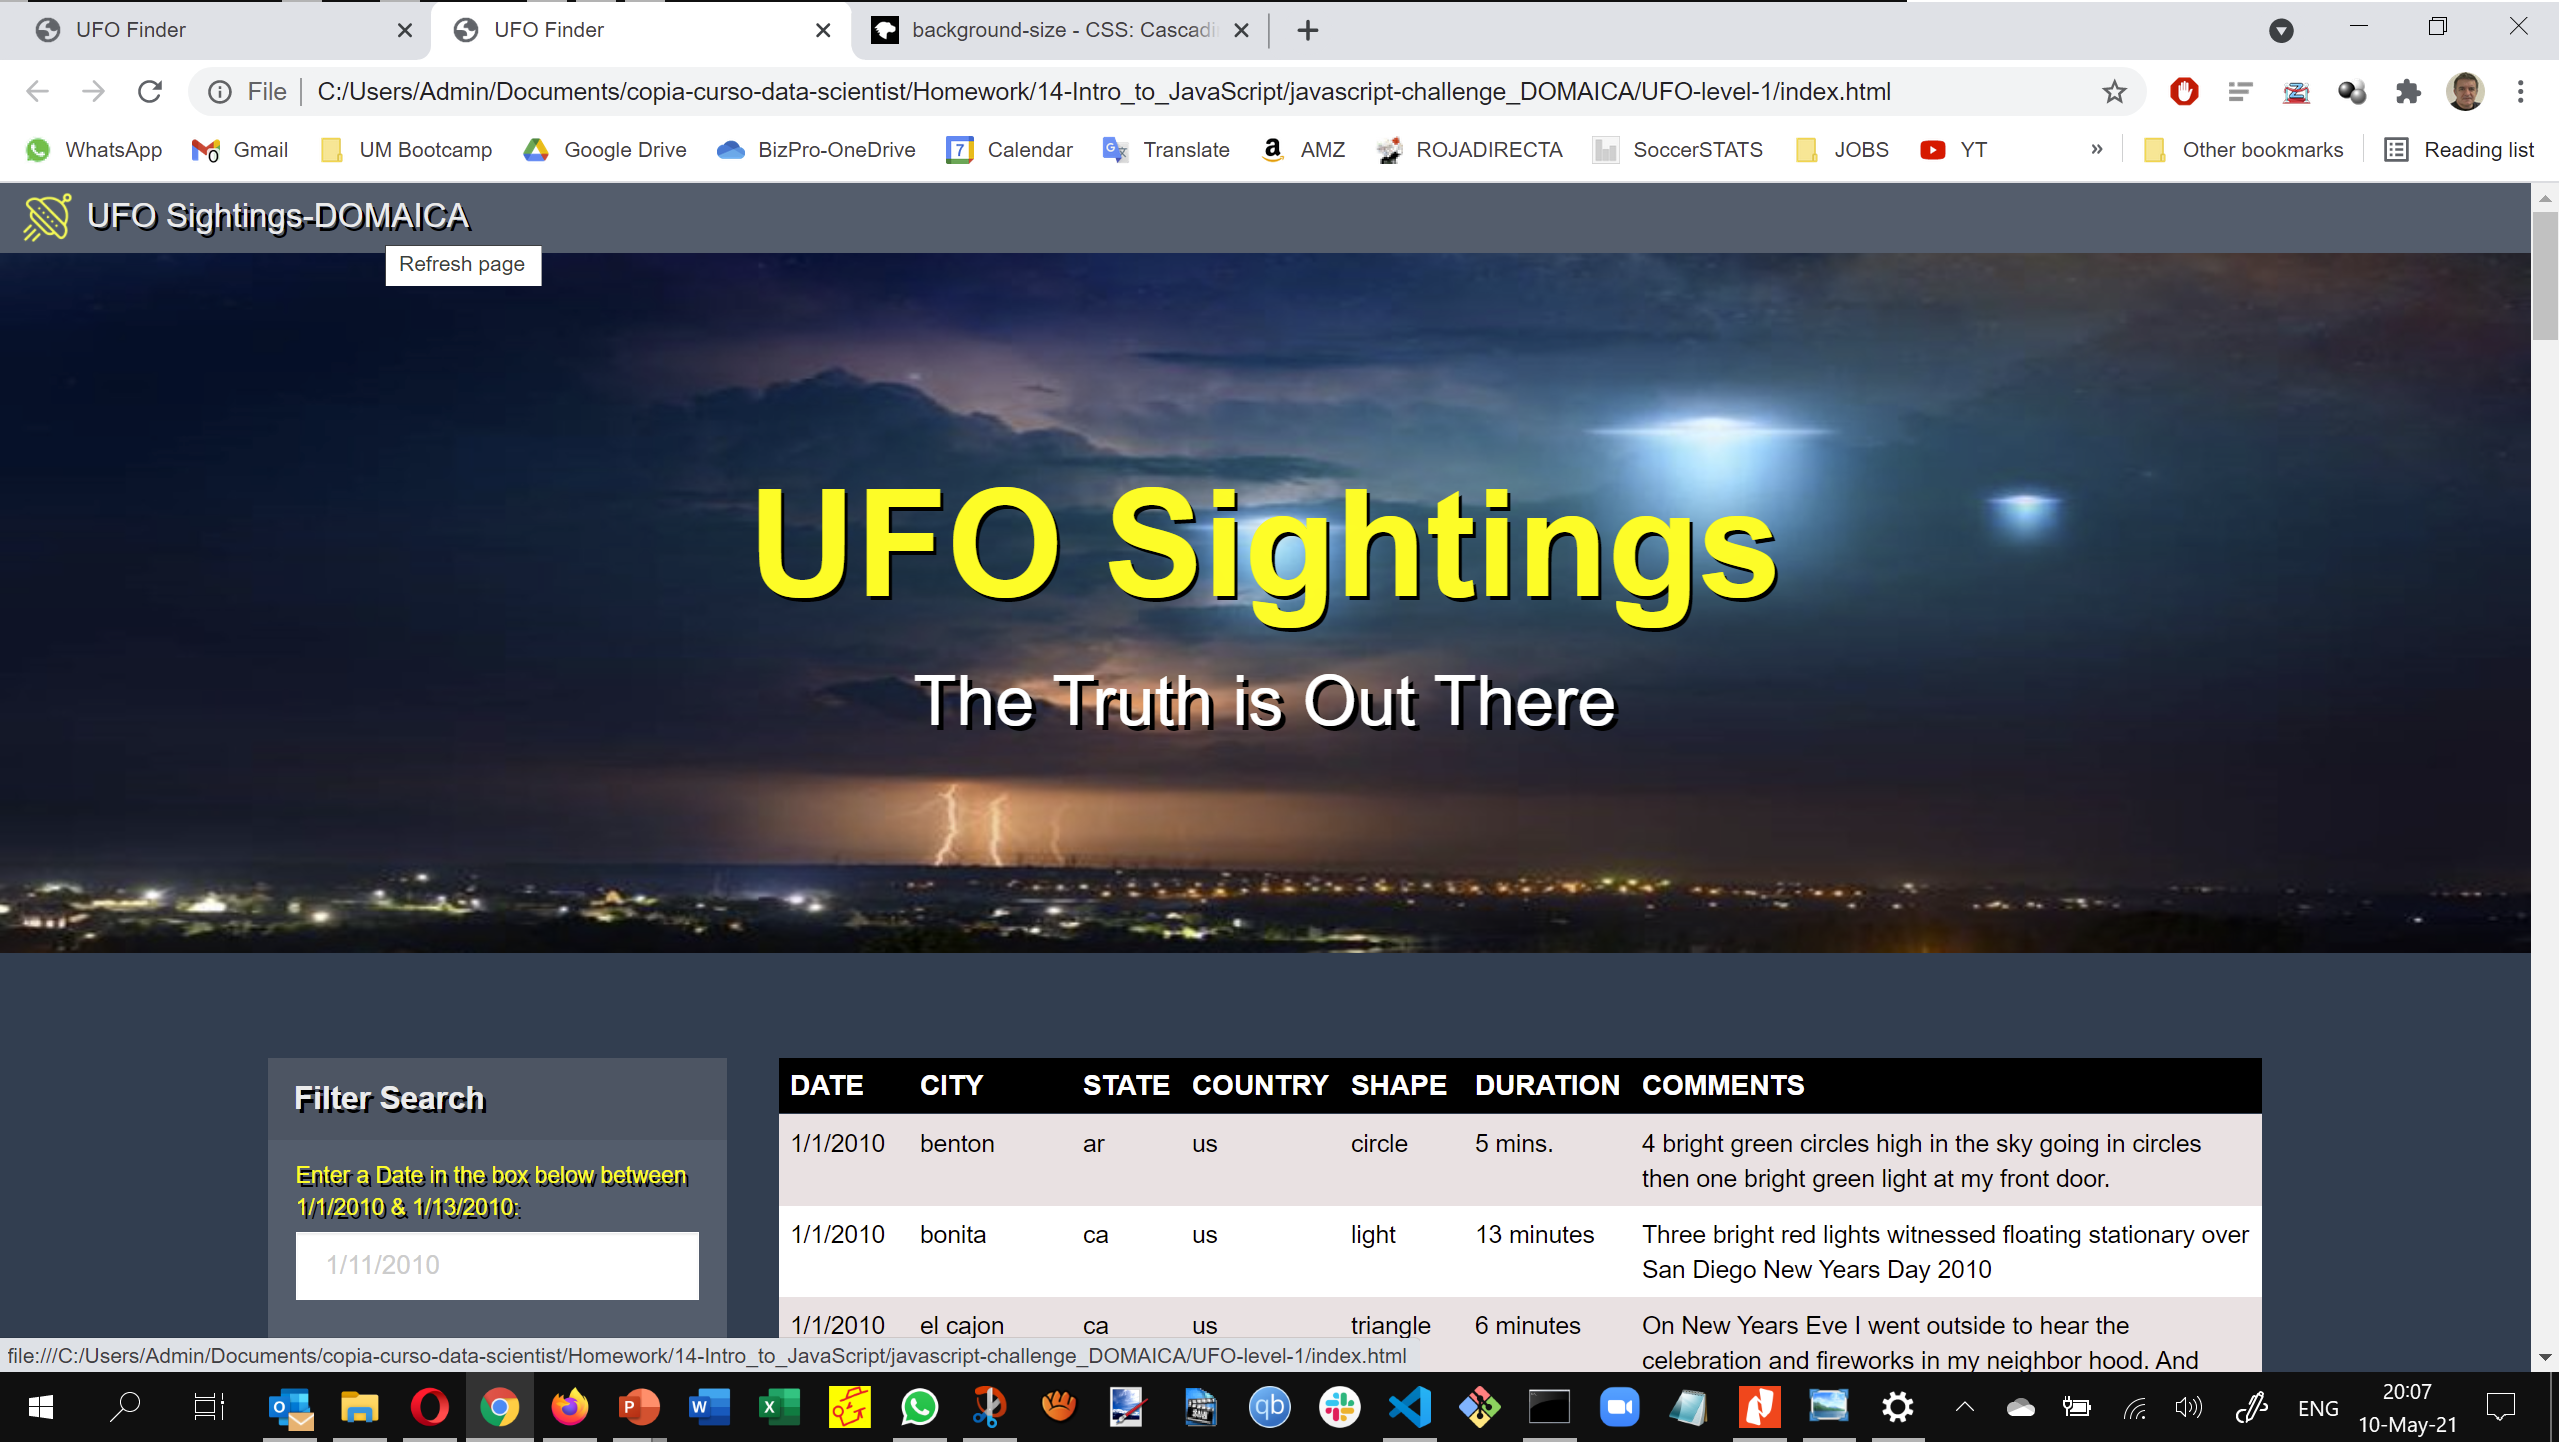 UFO Finder
UFO Finder
background-size - CSS: Cascadi
File
C:/Users/Admin/Documents/copia-curso-data-scientist/Homework/14-Intro_to_JavaScript/javascript-challenge_DOMAICA/UFO-level-1/index.html
WhatsApp Gmail UM Bootcamp Google Drive BizPro-OneDrive Calendar Translate AMZ ROJADIRECTA SoccerSTATS JOBS YT » Other bookmarks Reading list
UFO Sightings-DOMAICA
Refresh page
UFO Sightings
The Truth is Out There
Filter Search
Enter a Date in the box below between
1/1/2010 & 1/13/2010:
1/11/2010
DATE CITY STATE COUNTRY SHAPE DURATION COMMENTS
1/1/2010 benton ar us circle 5 mins. 4 bright green circles high in the sky going in circles
then one bright green light at my front door.
1/1/2010 bonita ca us light 13 minutes Three bright red lights witnessed floating stationary over
San Diego New Years Day 2010
1/1/2010 el cajon ca us triangle 6 minutes On New Years Eve I went outside to hear the
celebration and fireworks in my neighbor hood. And
file:///C:/Users/Admin/Documents/copia-curso-data-scientist/Homework/14-Intro_to_JavaScript/javascript-challenge_DOMAICA/UFO-level-1/index.html
ENG
20:07
10-May-21